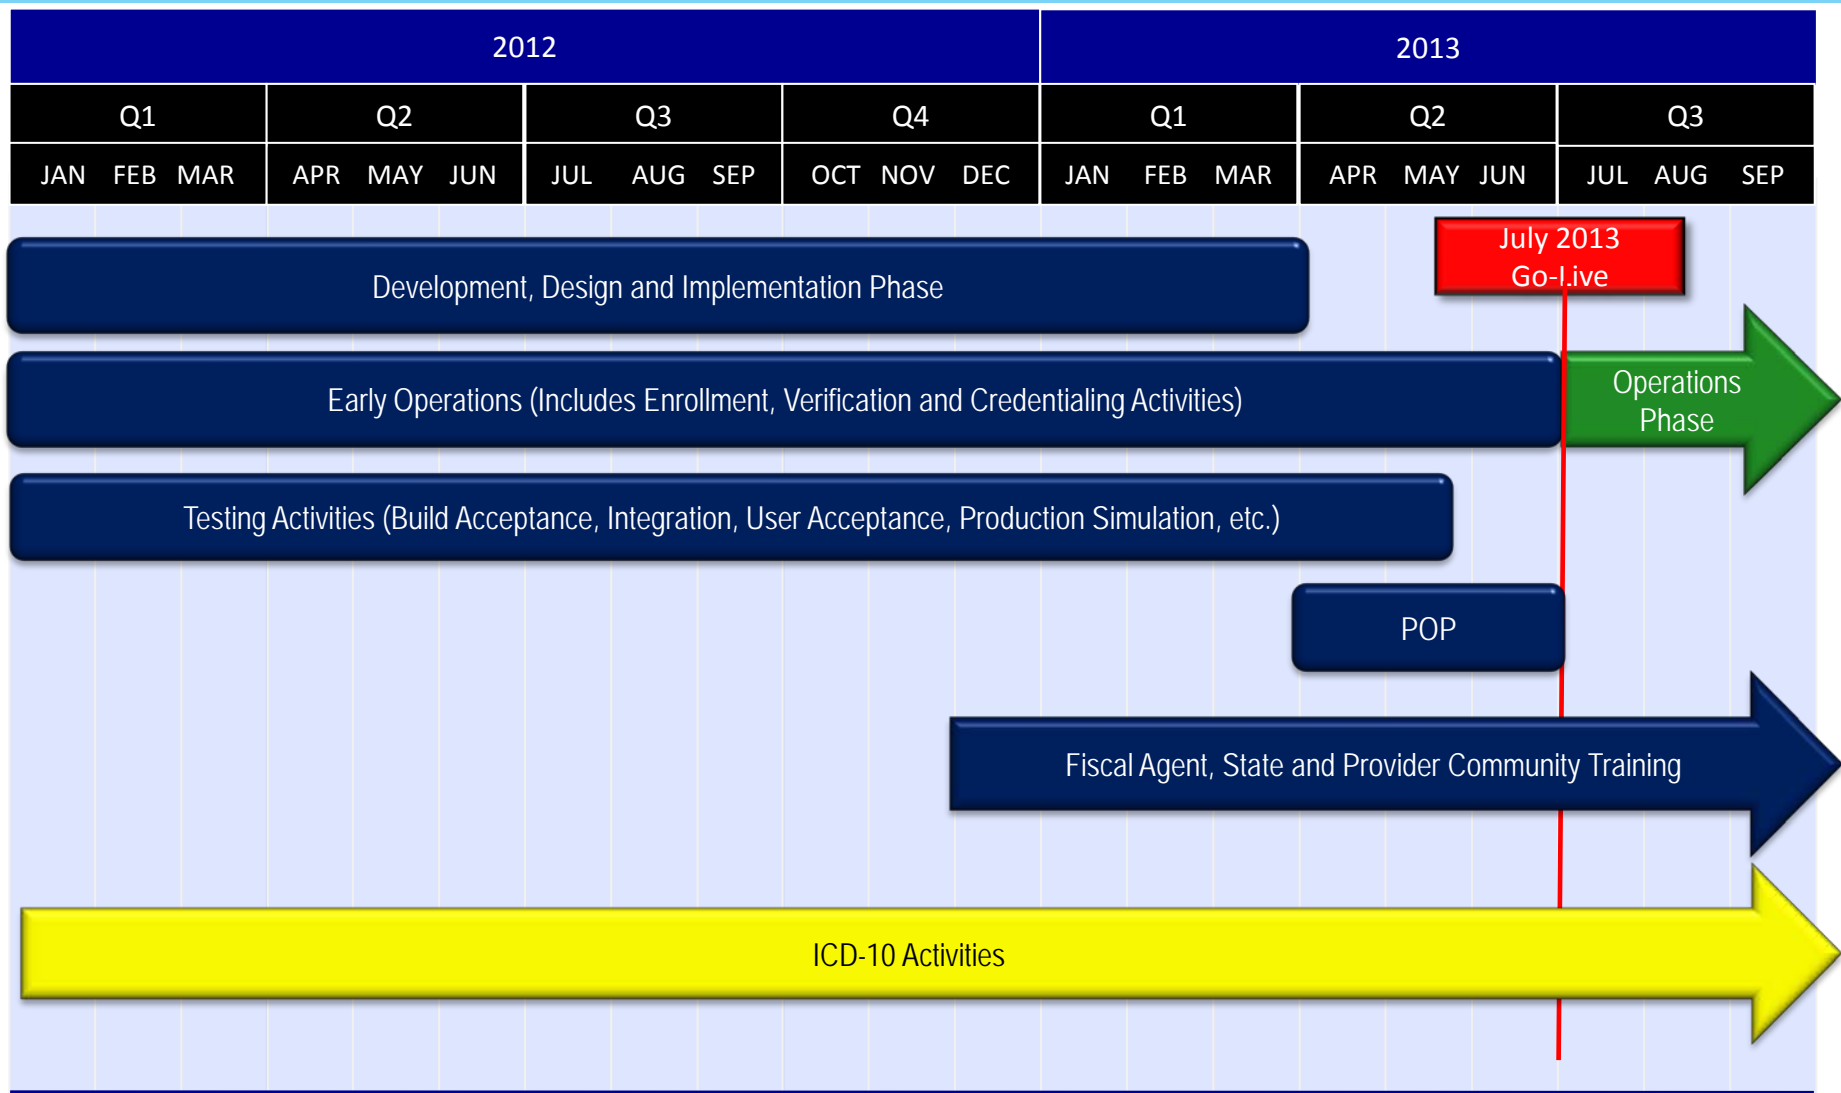 2012 2013
Q1 Q2 Q3 Q4 Q1 Q2 Q3
JAN FEB MAR APR MAY JUN JUL AUG SEP OCT NOV DEC JAN FEB MAR APR MAY JUN JUL AUG SEP
July 2013
Go-Live
Development, Design and Implementation Phase
Early Operations (Includes Enrollment, Verification and Credentialing Activities)
Operations
Phase
Testing Activities (Build Acceptance, Integration, User Acceptance, Production Simulation, etc.)
POP
Fiscal Agent, State and Provider Community Training
ICD-10 Activities